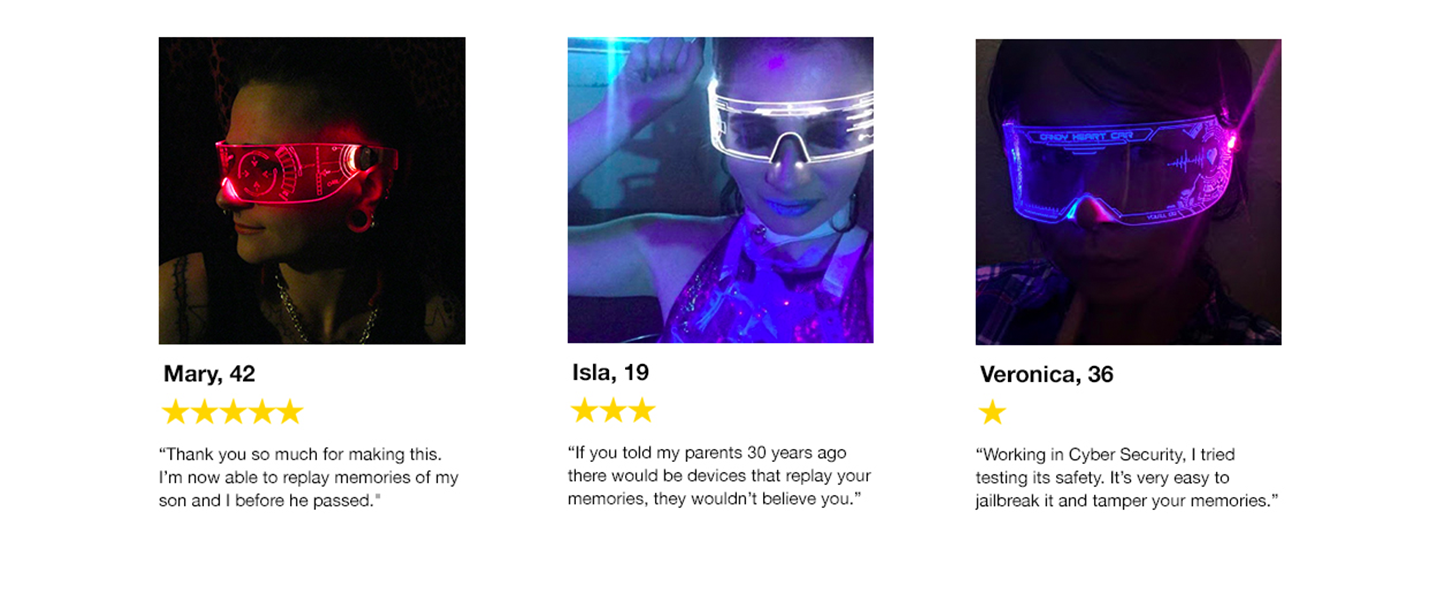 CANDY HEART CAR
Mary, 42
Isla, 19
Veronica, 36
“Thank you so much for making this.
I’m now able to replay memories of my
son and I before he passed."
“If you told my parents 30 years ago
there would be devices that replay your
memories, they wouldn’t believe you.”
“Working in Cyber Security, I tried
testing its safety. It’s very easy to
jailbreak it and tamper your memories.”